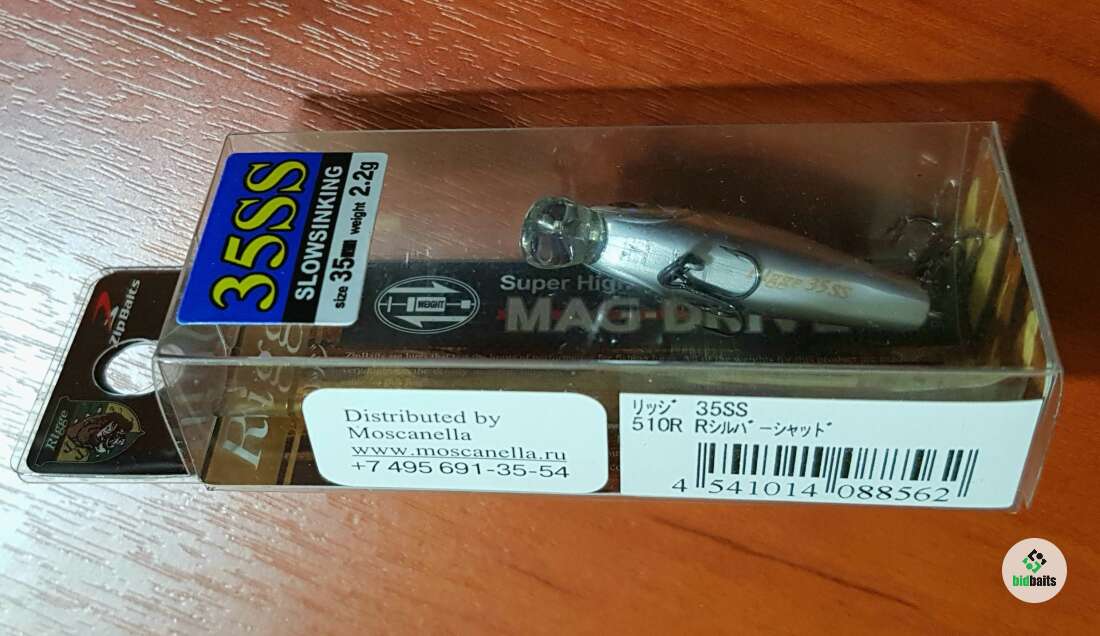 35SS
SLOWSINKING
size 35mm weight 2.2g
ZipBaits
Rigge
Rigg
WEIGHT
Super High
MAG-DRIVE
Rigge 35SS
Distributed by
Moscanella
www.moscanella.ru
+7 495 691-35-54
リッジ 35SS
510R Rシルバーシャッド
4 541014 088562
bidbaits